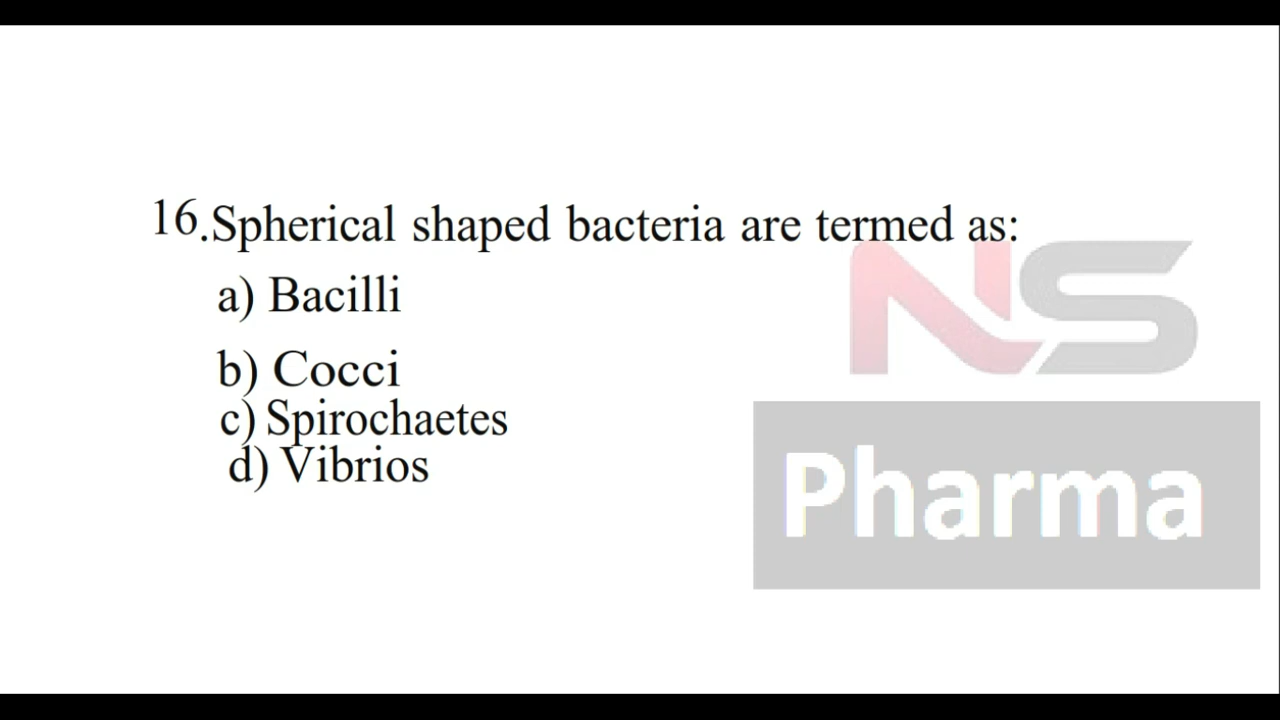 16.Spherical shaped bacteria are termed as:
a) Bacilli
b) Cocci
c) Spirochaetes
d) Vibrios
NS
Pharma